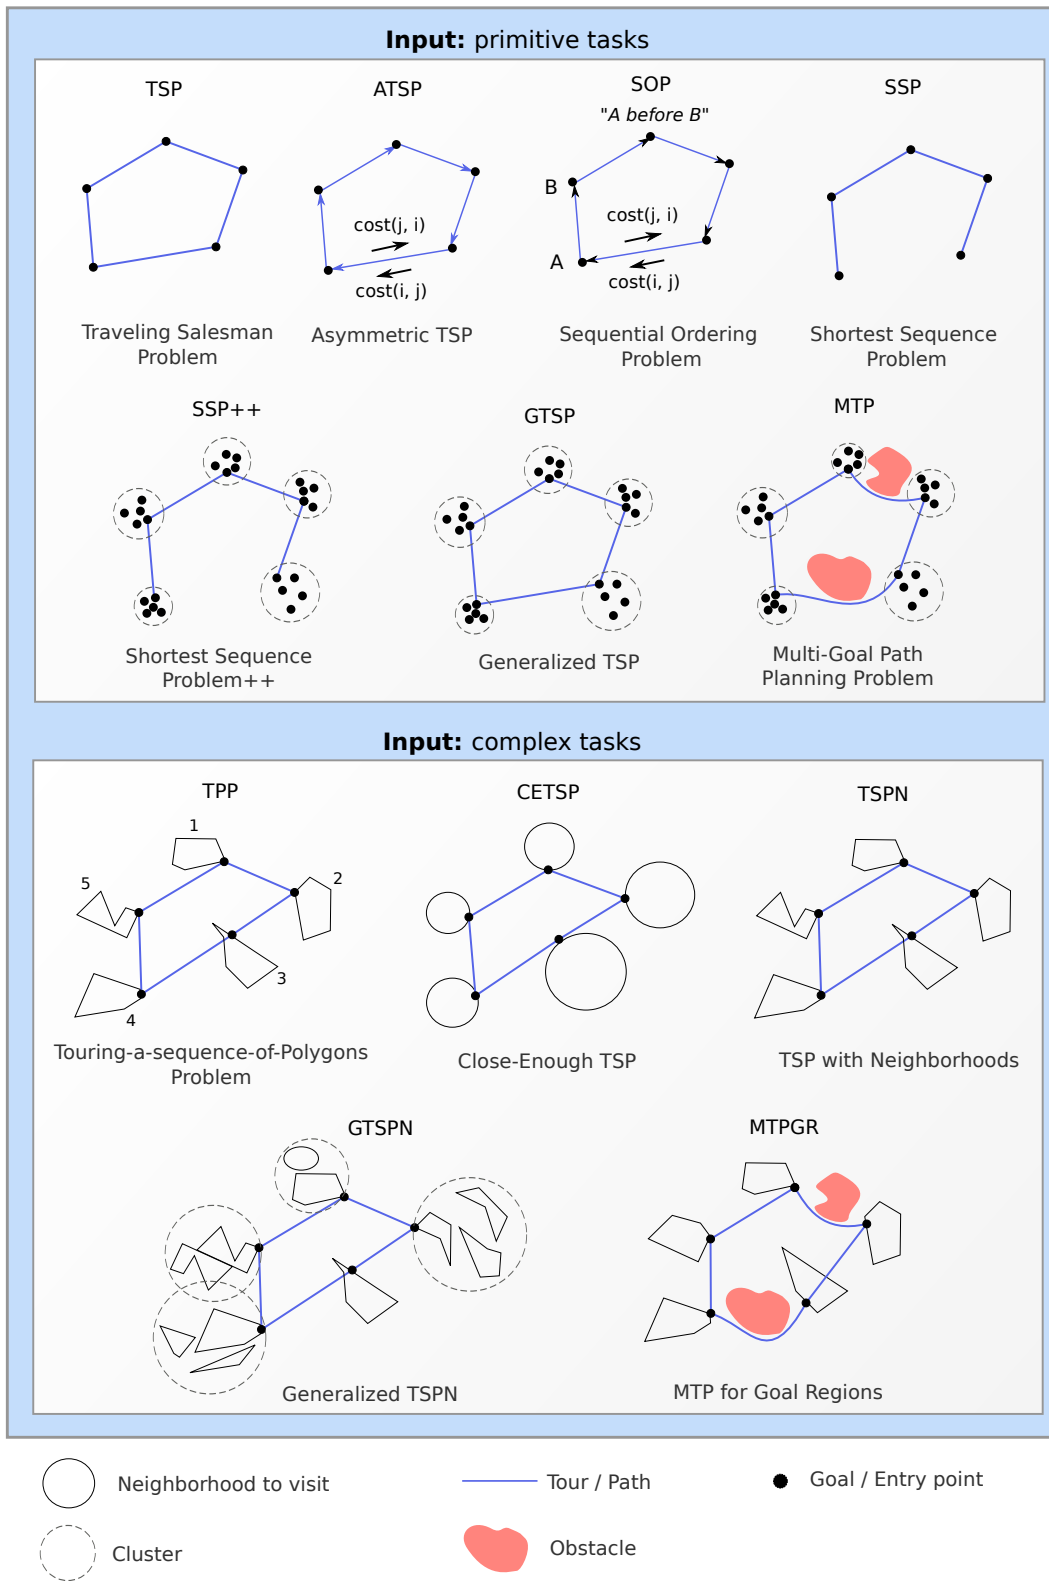 Input: primitive tasks
TSP
ATSP
SOP
"A before B"
SSP
B
A
cost(j, i)
cost(i, j)
cost(j, i)
cost(i, j)
Traveling Salesman
Problem
Asymmetric TSP
Sequential Ordering
Problem
Shortest Sequence
Problem
SSP++
GTSP
MTP
Shortest Sequence
Problem++
Generalized TSP
Multi-Goal Path
Planning Problem
Input: complex tasks
TPP
CETSP
TSPN
1
2
3
4
5
Touring-a-sequence-of-Polygons
Problem
Close-Enough TSP
TSP with Neighborhoods
GTSPN
MTPGR
Generalized TSPN
MTP for Goal Regions
Neighborhood to visit
Tour / Path
Goal / Entry point
Cluster
Obstacle